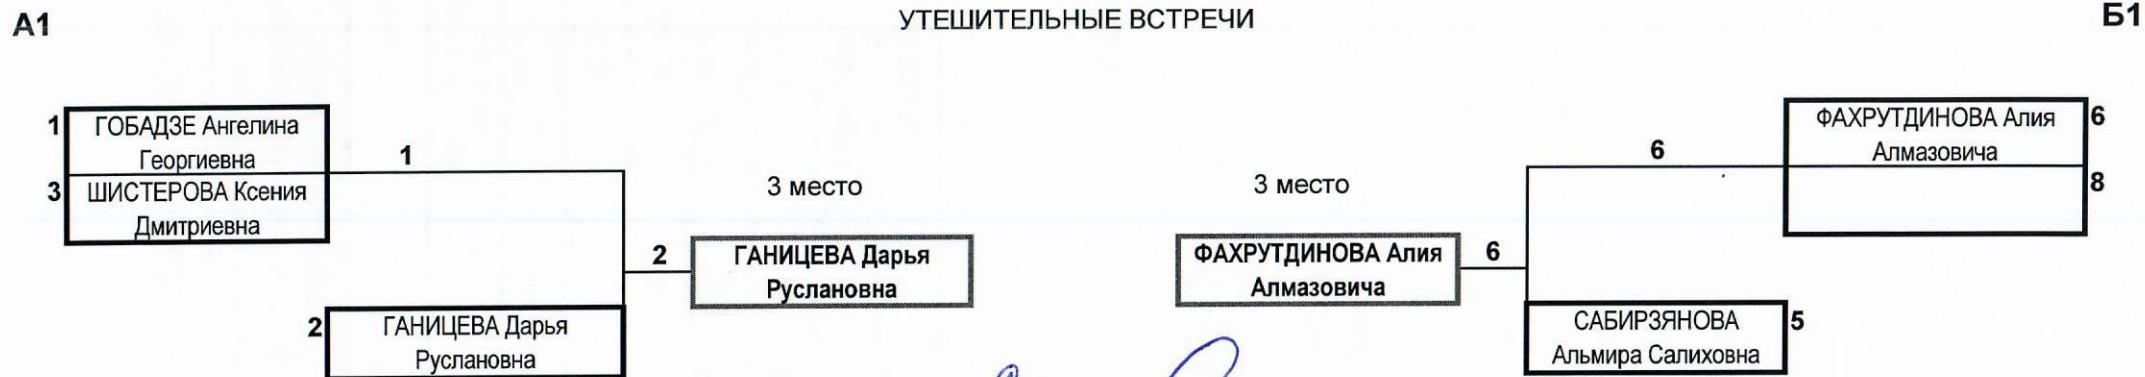 А1
УТЕШИТЕЛЬНЫЕ ВСТРЕЧИ
Б1
1
ГОБАДЗЕ Ангелина
Георгиевна
3
ШИСТЕРОВА Ксения
Дмитриевна
1
2
ГАНИЦЕВА Дарья
Руслановна
3 место
2
ГАНИЦЕВА Дарья
Руслановна
3 место
ФАХРУТДИНОВА Алия
Алмазовича
6
6
ФАХРУТДИНОВА Алия
Алмазовича
6
8
САБИРЗЯНОВА
Альмира Салиховна
5